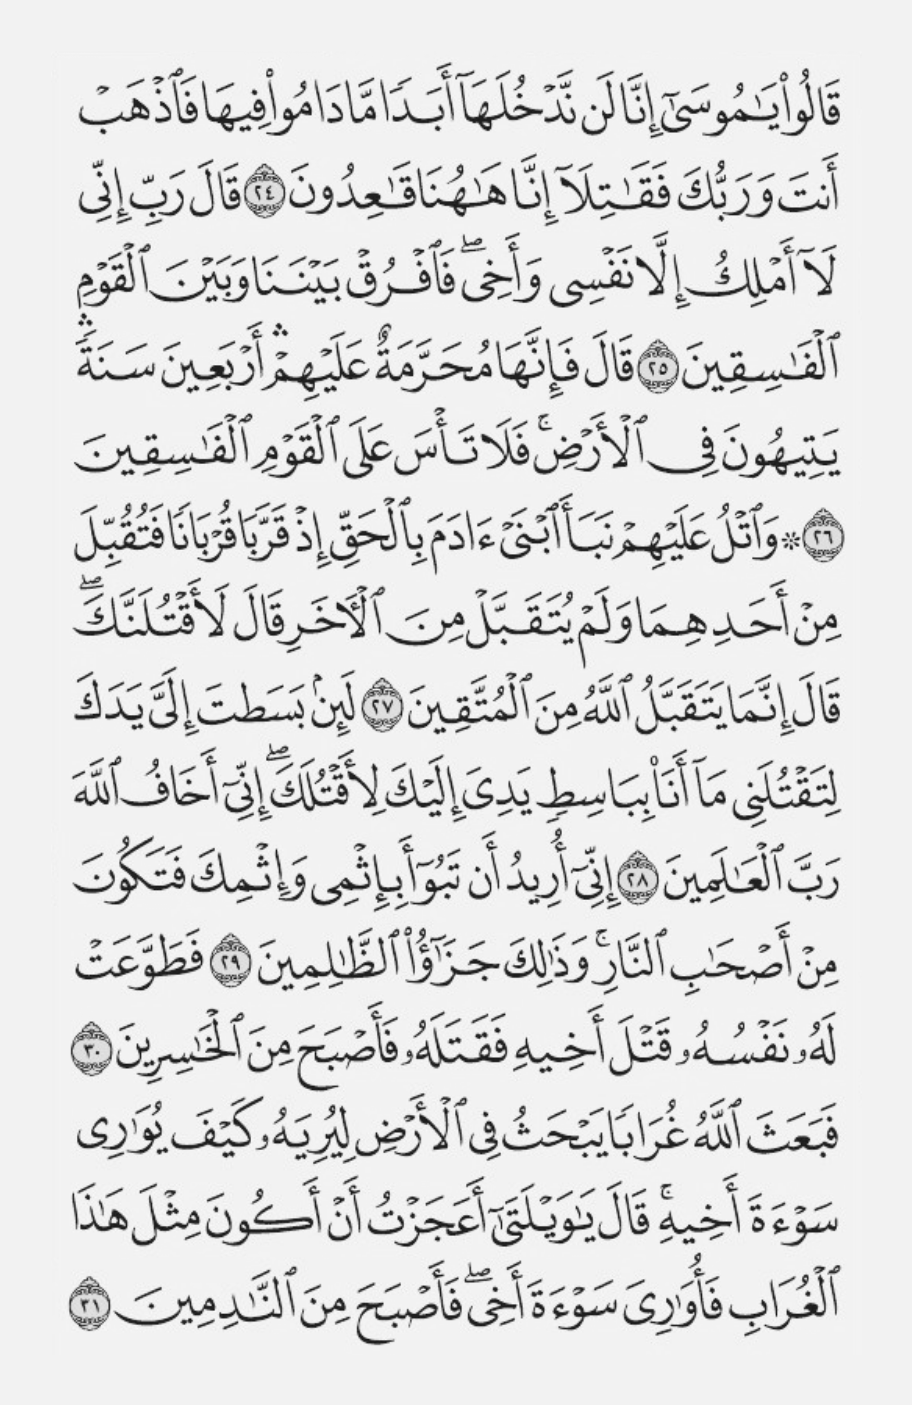 قَالُوا۟ يَـٰمُوسَىٰٓ إِنَّا لَن نَّدْخُلَهَآ أَبَدًا مَّا دَامُوا۟ فِيهَا فَٱذْهَبْ
أَنتَ وَرَبُّكَ فَقَـٰتِلَآ إِنَّا هَـٰهُنَا قَـٰعِدُونَ ٢٤ قَالَ رَبِّ إِنِّى
لَآ أَمْلِكُ إِلَّا نَفْسِى وَأَخِى ۖ فَٱفْرُقْ بَيْنَنَا وَبَيْنَ ٱلْقَوْمِ
ٱلْفَـٰسِقِينَ ٢٥ قَالَ فَإِنَّهَا مُحَرَّمَةٌ عَلَيْهِمْ ۛ أَرْبَعِينَ سَنَةً ۛ
يَتِيهُونَ فِى ٱلْأَرْضِ ۚ فَلَا تَأْسَ عَلَى ٱلْقَوْمِ ٱلْفَـٰسِقِينَ
٢٦ ۞ وَٱتْلُ عَلَيْهِمْ نَبَأَ ٱبْنَىْ ءَادَمَ بِٱلْحَقِّ إِذْ قَرَّبَا قُرْبَانًا فَتُقُبِّلَ
مِنْ أَحَدِهِمَا وَلَمْ يُتَقَبَّلْ مِنَ ٱلْـَٔاخَرِ قَالَ لَأَقْتُلَنَّكَ ۖ
قَالَ إِنَّمَا يَتَقَبَّلُ ٱللَّهُ مِنَ ٱلْمُتَّقِينَ ٢٧ لَئِنۢ بَسَطتَ إِلَىَّ يَدَكَ
لِتَقْتُلَنِى مَآ أَنَا۠ بِبَاسِطٍ يَدِىَ إِلَيْكَ لِأَقْتُلَكَ ۖ إِنِّىٓ أَخَافُ ٱللَّهَ
رَبَّ ٱلْعَـٰلَمِينَ ٢٨ إِنِّىٓ أُرِيدُ أَن تَبُوٓأَ بِإِثْمِى وَإِثْمِكَ فَتَكُونَ
مِنْ أَصْحَـٰبِ ٱلنَّارِ ۚ وَذَٰلِكَ جَزَٰٓؤُا۟ ٱلظَّـٰلِمِينَ ٢٩ فَطَوَّعَتْ
لَهُۥ نَفْسُهُۥ قَتْلَ أَخِيهِ فَقَتَلَهُۥ فَأَصْبَحَ مِنَ ٱلْخَـٰسِرِينَ ٣٠
فَبَعَثَ ٱللَّهُ غُرَابًا يَبْحَثُ فِى ٱلْأَرْضِ لِيُرِيَهُۥ كَيْفَ يُوَٰرِى
سَوْءَةَ أَخِيهِ ۚ قَالَ يَـٰوَيْلَتَىٰٓ أَعَجَزْتُ أَنْ أَكُونَ مِثْلَ هَـٰذَا
ٱلْغُرَابِ فَأُوَٰرِىَ سَوْءَةَ أَخِى ۖ فَأَصْبَحَ مِنَ ٱلنَّـٰدِمِينَ ٣١